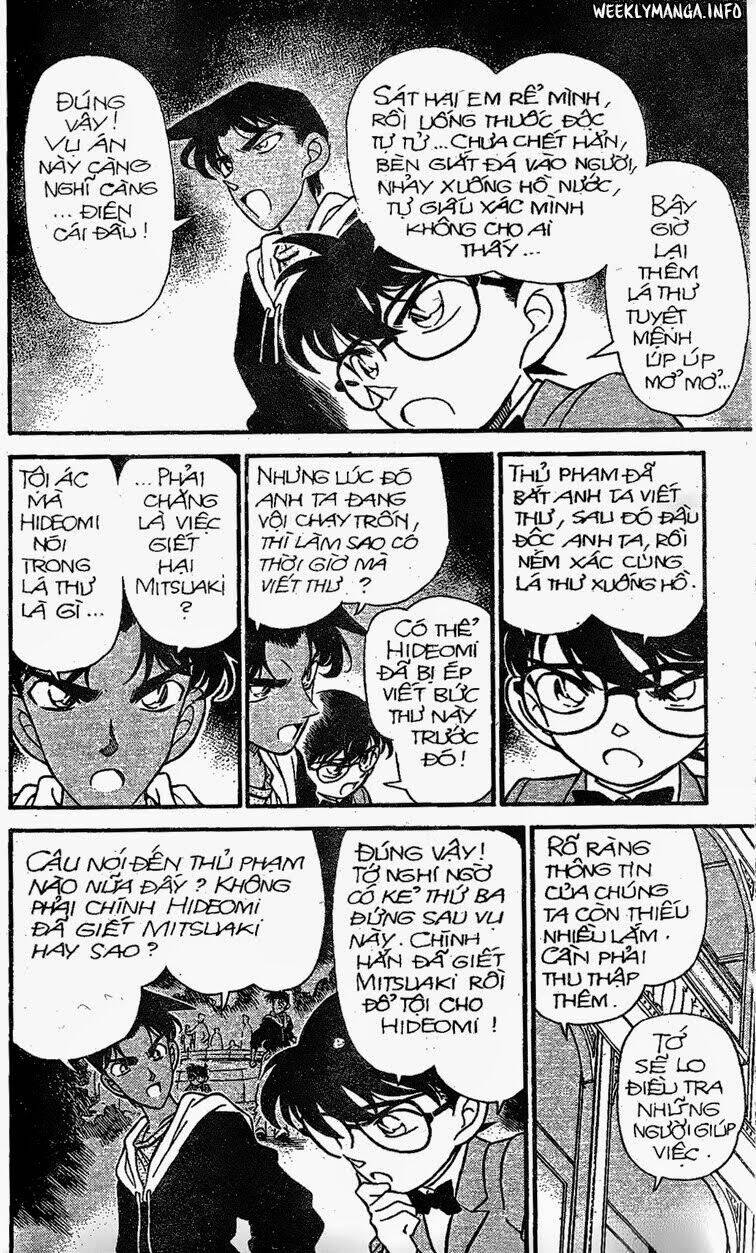 WEEKLYMANGA.INFO
ĐÚNG
VẬY!
VỤ ÁN
NÀY CÀNG
NGHĨ CÀNG
... ĐIÊN
CÁI ĐẦU!
SÁT HẠI EM RỂ MÌNH,
RỒI UỐNG THUỐC ĐỘC
TỰ TỬ... CHƯA CHẾT HẲN,
BÈN GIẮT ĐÁ VÀO NGƯỜI,
NHẢY XUỐNG HỒ NƯỚC,
TỰ GIẤU XÁC MÌNH
KHÔNG CHO AI
THẤY...
BÂY
GIỜ
LẠI
THÊM
LÁ THƯ
TUYỆT
MỆNH
ÚP ÚP
MỞ MỞ...
TỘI ÁC
MÀ
HIDEOMI
NÓI
TRONG
LÁ THƯ
LÀ GÌ...
... PHẢI
CHĂNG
LÀ VIỆC
GIẾT
HẠI
MITSUAKI
?
NHƯNG LÚC ĐÓ
ANH TA ĐANG
VỘI CHẠY TRỐN,
THÌ LÀM SAO CÓ
THỜI GIỜ MÀ
VIẾT THƯ ?
CÓ THỂ
HIDEOMI
ĐÃ BỊ ÉP
VIẾT BỨC
THƯ NÀY
TRƯỚC
ĐÓ!
THỦ PHẠM ĐÃ
BẮT ANH TA VIẾT
THƯ, SAU ĐÓ ĐẦU
ĐỘC ANH TA, RỒI
NÉM XÁC CÙNG
LÁ THƯ XUỐNG HỒ.
CẬU NÓI ĐẾN THỦ PHẠM
NÀO NỮA ĐẤY ? KHÔNG
PHẢI CHÍNH HIDEOMI
ĐÃ GIẾT MITSUAKI
HAY SAO ?
ĐÚNG VẬY!
TỚ NGHI NGỜ
CÓ KẺ THỨ BA
ĐỨNG SAU VỤ
NÀY. CHÍNH
HẮN ĐÃ GIẾT
MITSUAKI RỒI
ĐỔ TỘI CHO
HIDEOMI !
RÕ RÀNG
THÔNG TIN
CỦA CHÚNG
TA CÒN THIẾU
NHIỀU LẮM.
CẦN PHẢI
THU THẬP
THÊM.
TỚ
SẼ LO
ĐIỀU TRA
NHỮNG
NGƯỜI GIÚP
VIỆC.